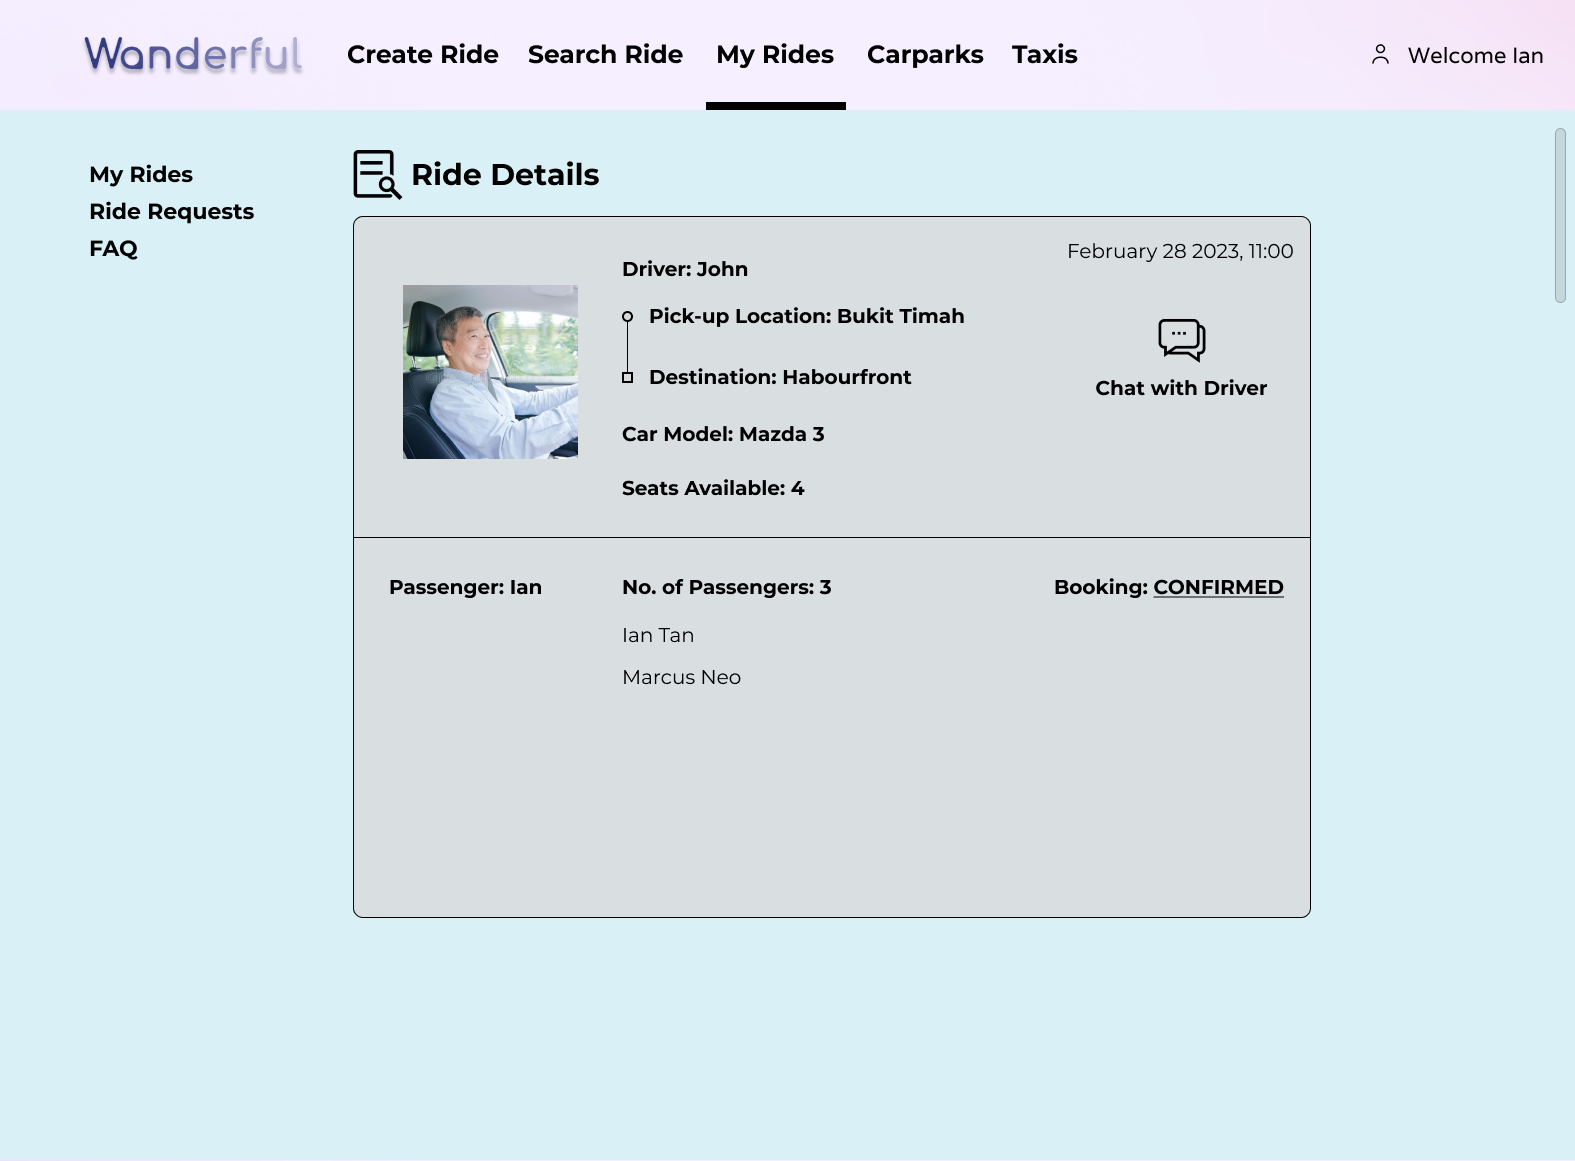 Wanderful
Create Ride
Search Ride
My Rides
Carparks
Taxis
Welcome Ian
My Rides
Ride Requests
FAQ
Ride Details
February 28 2023, 11:00
Driver: John
Pick-up Location: Bukit Timah
Destination: Habourfront
Chat with Driver
Car Model: Mazda 3
Seats Available: 4
Passenger: Ian
No. of Passengers: 3
Booking: CONFIRMED
Ian Tan
Marcus Neo